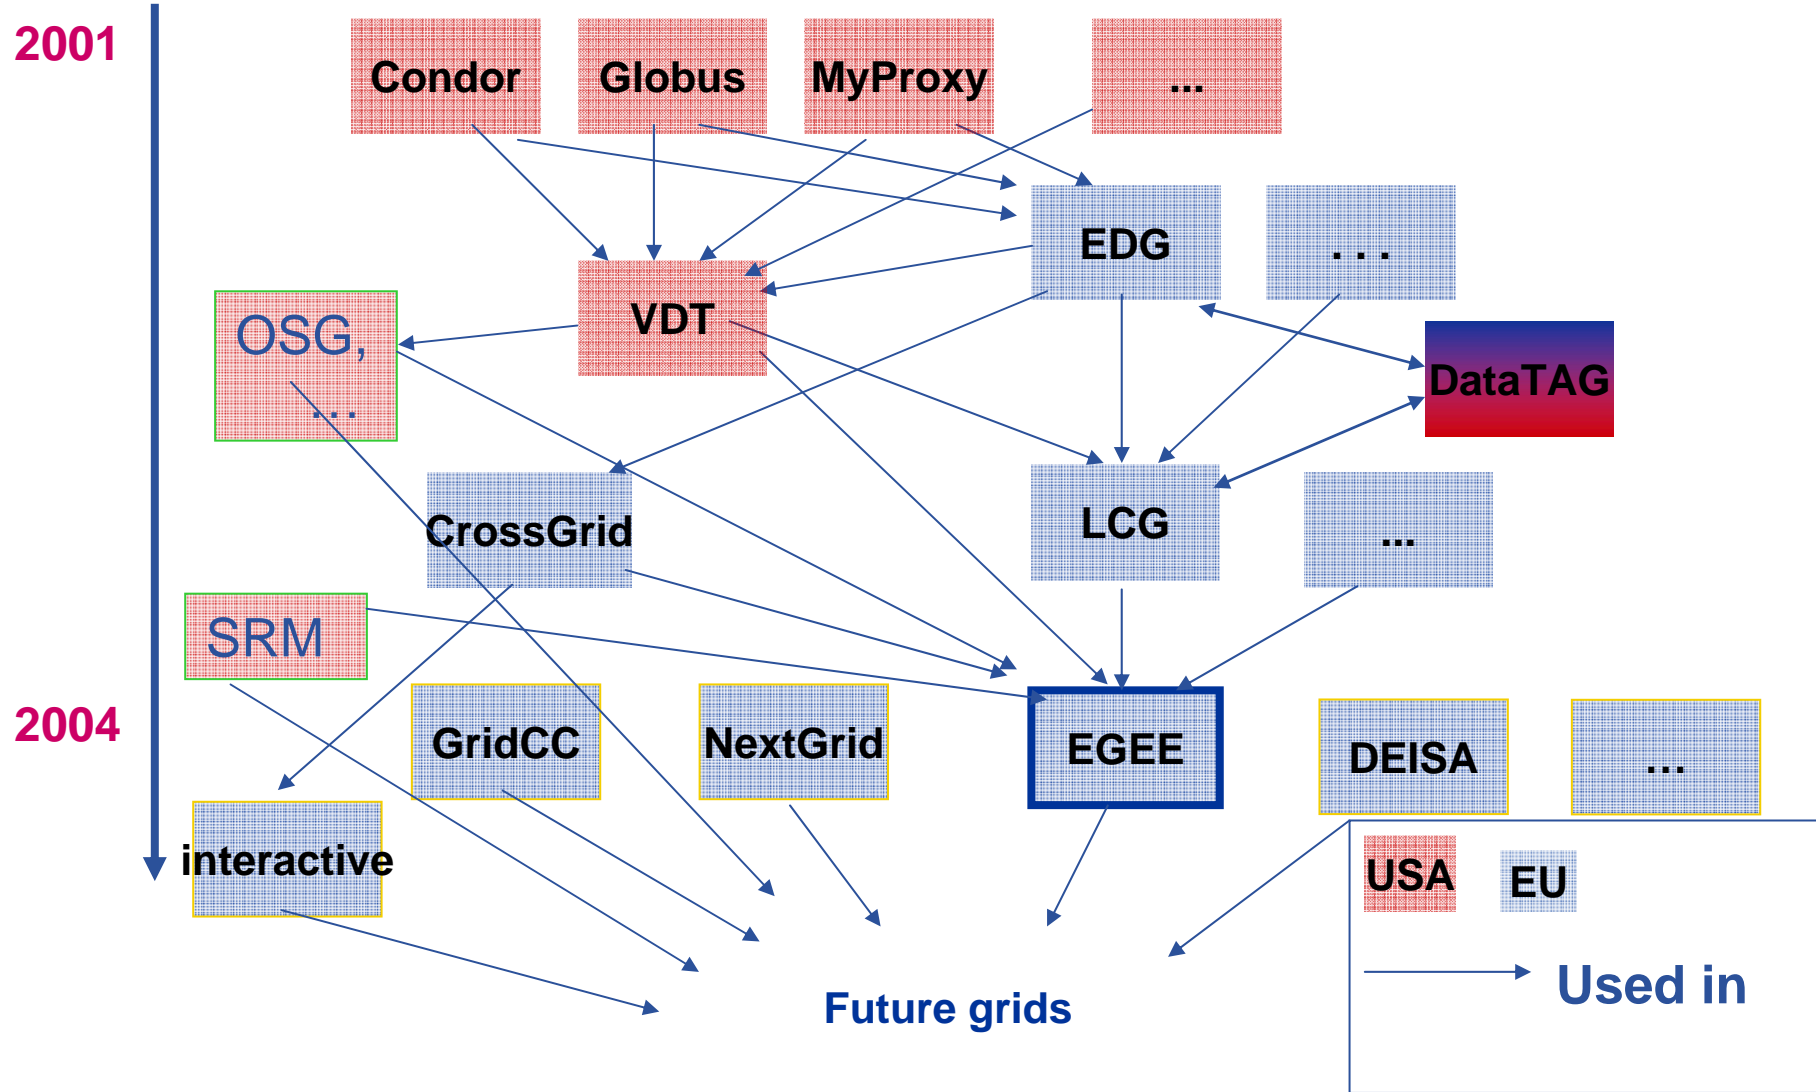 2001
Condor
Globus
MyProxy
...
EDG
. . .
VDT
OSG,
...
DataTAG
CrossGrid
LCG
...
SRM
2004
GridCC
NextGrid
EGEE
DEISA
...
interactive
USA
EU
Used in
Future grids